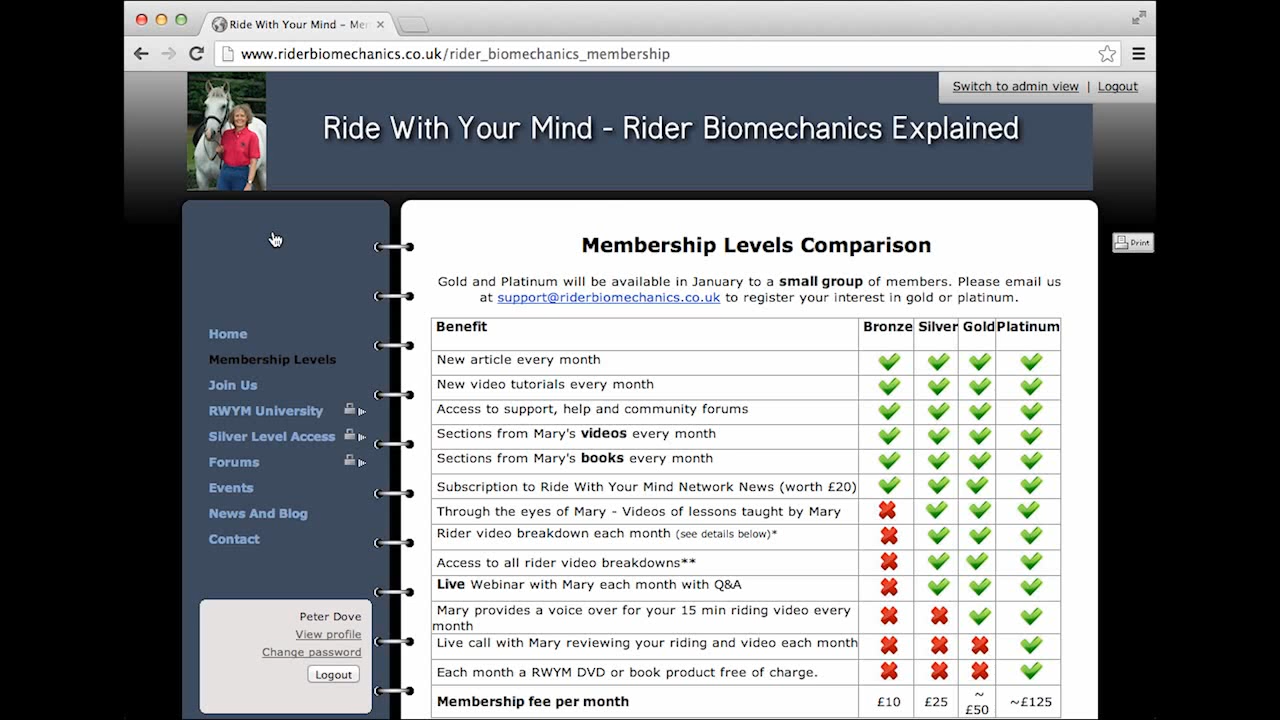 Ride With Your Mind – Mer
www.riderbiomechanics.co.uk/rider_biomechanics_membership
Switch to admin view | Logout
Ride With Your Mind - Rider Biomechanics Explained
Print
Home
Membership Levels
Join Us
RWYM University
Silver Level Access
Forums
Events
News And Blog
Contact
Peter Dove
View profile
Change password
Logout
Membership Levels Comparison
Gold and Platinum will be available in January to a small group of members. Please email us
at support@riderbiomechanics.co.uk to register your interest in gold or platinum.
Benefit Bronze Silver Gold Platinum
New article every month
New video tutorials every month
Access to support, help and community forums
Sections from Mary's videos every month
Sections from Mary's books every month
Subscription to Ride With Your Mind Network News (worth £20)
Through the eyes of Mary - Videos of lessons taught by Mary
Rider video breakdown each month (see details below)*
Access to all rider video breakdowns**
Live Webinar with Mary each month with Q&A
Mary provides a voice over for your 15 min riding video every
month
Live call with Mary reviewing your riding and video each month
Each month a RWYM DVD or book product free of charge.
Membership fee per month £10 £25 ~ £50 ~£125